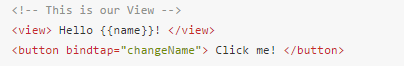 <!-- This is our View -->
<view> Hello {{name}}! </view>
<button bindtap="changeName"> Click me! </button>